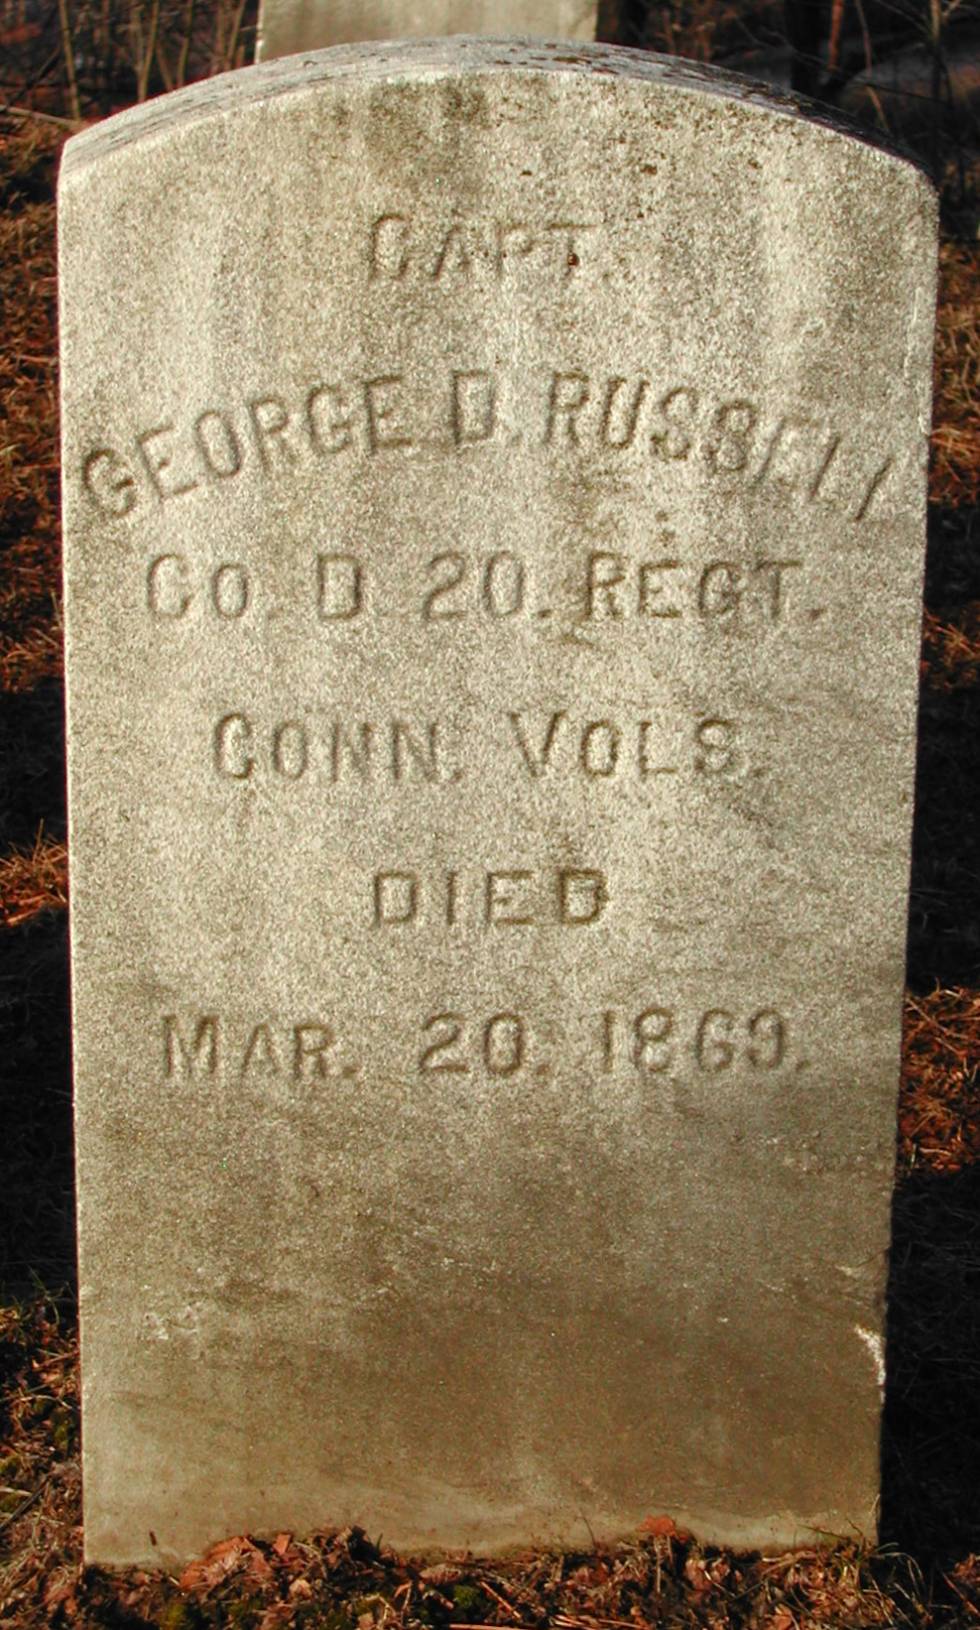 CAPT.
GEORGE D. RUSSELL
Co. D. 20. REGT.
CONN. VOLS.
DIED
MAR. 20. 1869.